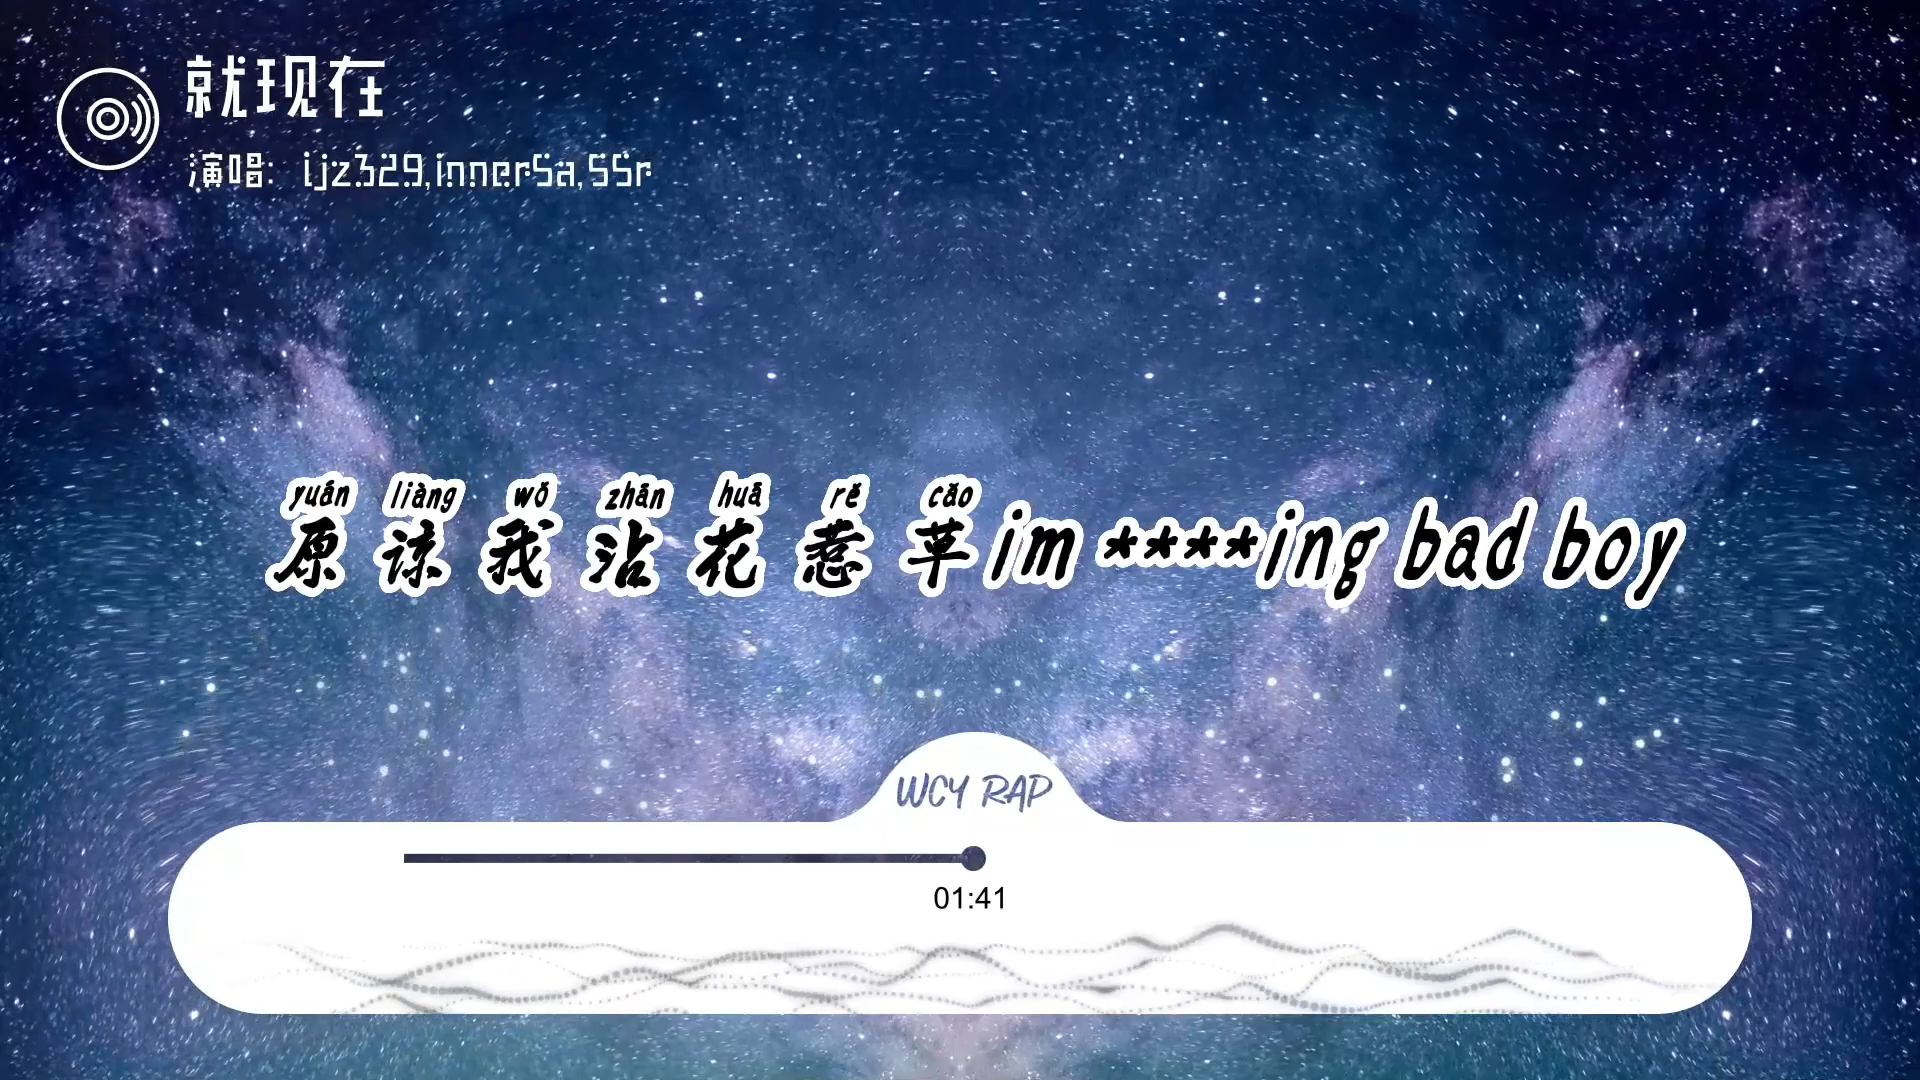 就现在
演唱: ljz329,innerSa,SSr
yuán liàng wǒ zhān huā rě cǎo
原谅我沾花惹草im ****ing bad boy
WCY RAP
01:41